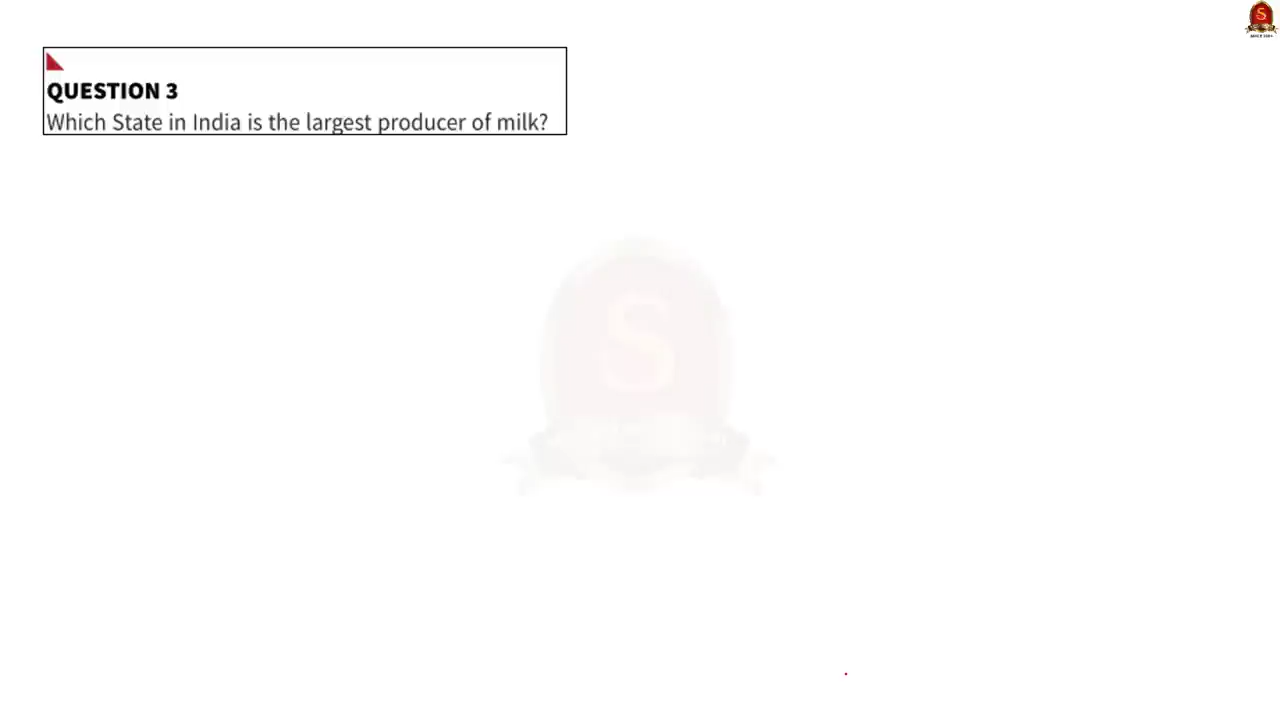 QUESTION 3
Which State in India is the largest producer of milk?